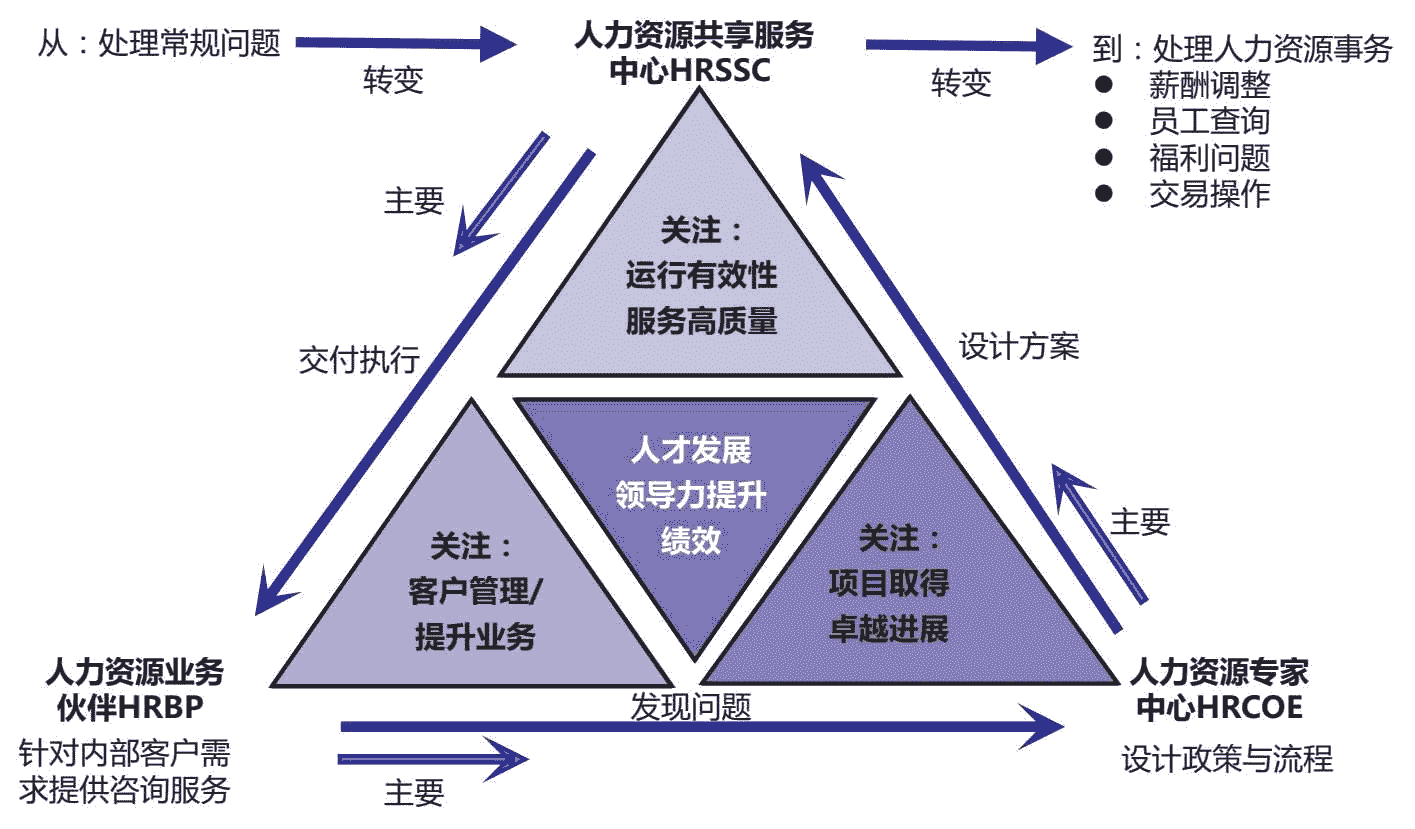 从：处理常规问题
转变
人力资源共享服务
中心HRSSC
转变
到：处理人力资源事务
● 薪酬调整
● 员工查询
● 福利问题
● 交易操作
主要
关注：
运行有效性
服务高质量
交付执行
设计方案
人才发展
领导力提升
绩效
主要
关注：
客户管理/
提升业务
关注：
项目取得
卓越进展
人力资源业务
伙伴HRBP
针对内部客户需
求提供咨询服务
发现问题
主要
人力资源专家
中心HRCOE
设计政策与流程